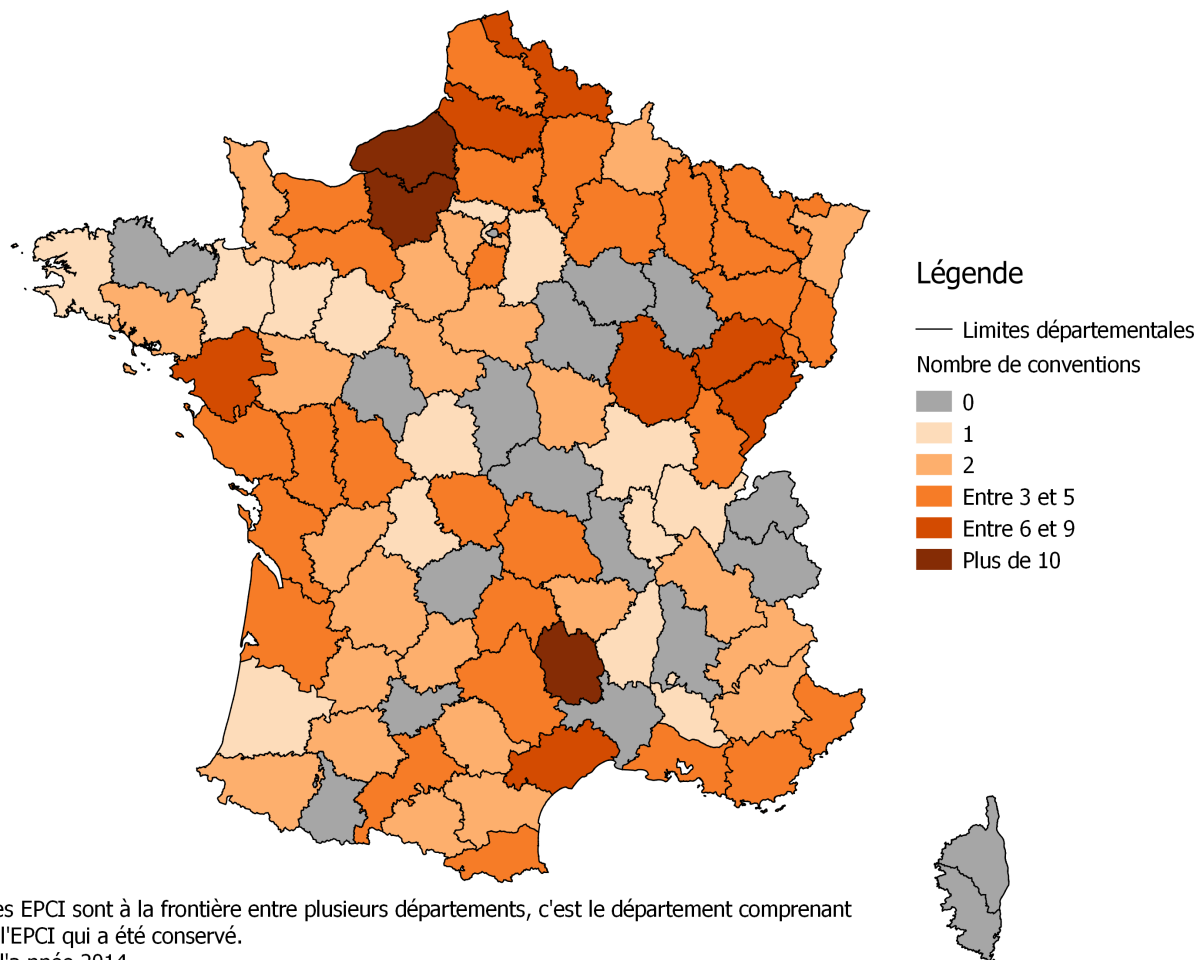 Légende
Limites départementales
Nombre de conventions
0
1
2
Entre 3 et 5
Entre 6 et 9
Plus de 10
es EPCI sont à la frontière entre plusieurs départements, c'est le département comprenant
l'EPCI qui a été conservé.